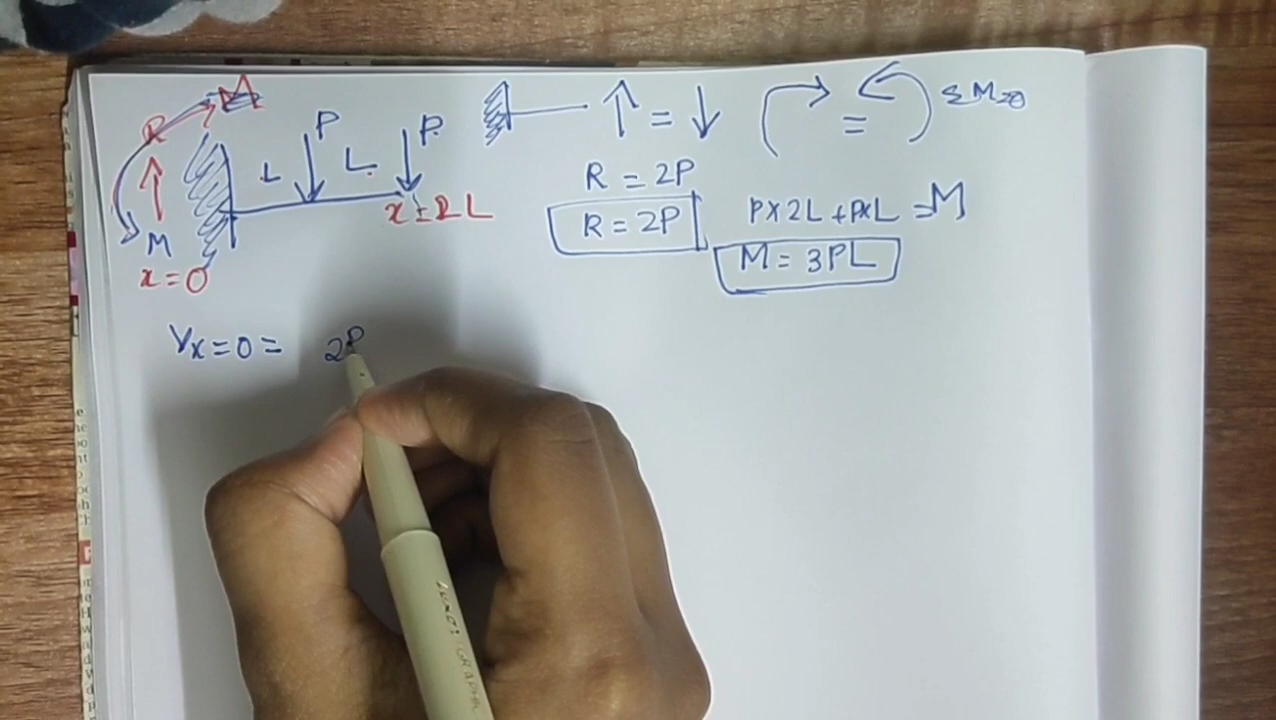 R
P
P
L
L
M
x = 0
x = 2L
↑ = ↓
= ΣM=0
R = 2P
R = 2P
P×2L + P×L = M
M = 3PL
Vx=0 = 2P